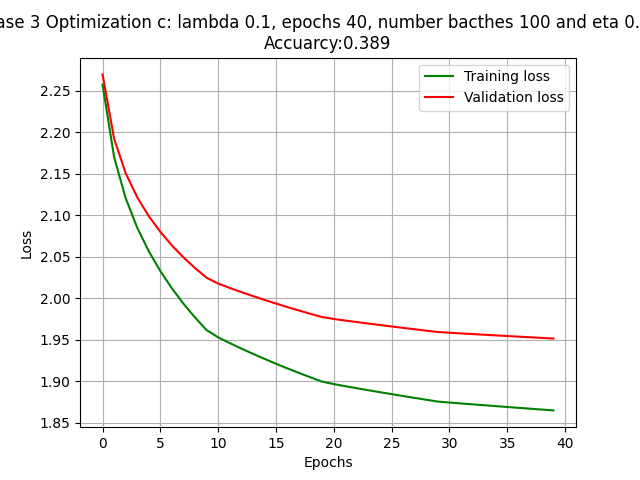 ase 3 Optimization c: lambda 0.1, epochs 40, number bacthes 100 and eta 0.
Accuarcy:0.389
Training loss
Validation loss
2.25
2.20
2.15
2.10
2.05
2.00
1.95
1.90
1.85
Loss
0 5 10 15 20 25 30 35 40
Epochs